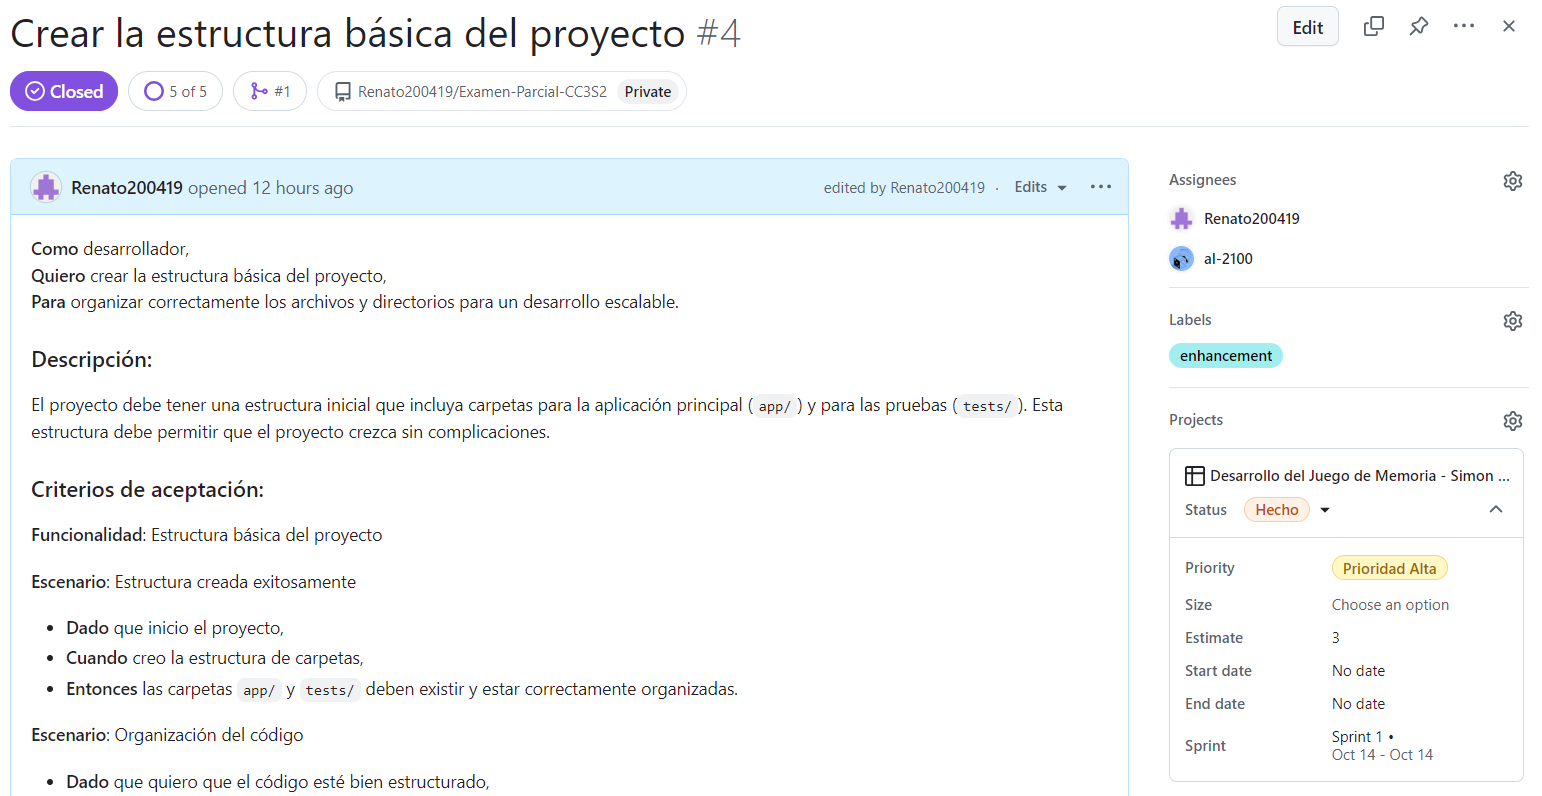 Crear la estructura básica del proyecto #4
Edit
Closed
5 of 5
#1
Renato200419/Examen-Parcial-CC3S2
Private
Renato200419 opened 12 hours ago
edited by Renato200419 · Edits
Como desarrollador,
Quiero crear la estructura básica del proyecto,
Para organizar correctamente los archivos y directorios para un desarrollo escalable.
Descripción:
El proyecto debe tener una estructura inicial que incluya carpetas para la aplicación principal ( app/ ) y para las pruebas ( tests/ ). Esta
estructura debe permitir que el proyecto crezca sin complicaciones.
Criterios de aceptación:
Funcionalidad: Estructura básica del proyecto
Escenario: Estructura creada exitosamente
• Dado que inicio el proyecto,
• Cuando creo la estructura de carpetas,
• Entonces las carpetas app/ y tests/ deben existir y estar correctamente organizadas.
Escenario: Organización del código
• Dado que quiero que el código esté bien estructurado,
Assignees
Renato200419
al-2100
Labels
enhancement
Projects
Desarrollo del Juego de Memoria - Simon ...
Status Hecho
Priority Prioridad Alta
Size Choose an option
Estimate 3
Start date No date
End date No date
Sprint Sprint 1 •
Oct 14 - Oct 14